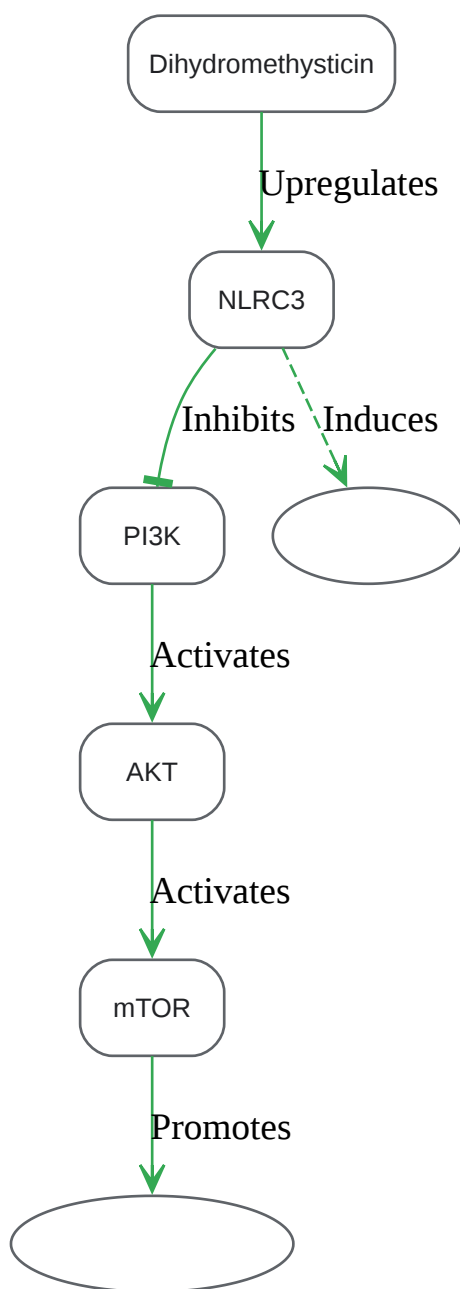 Dihydromethysticin
Upregulates
NLRC3
Inhibits
Induces
PI3K
Activates
AKT
Activates
mTOR
Promotes